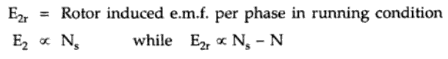 E₂ᵣ = Rotor induced e.m.f. per phase in running condition
E₂ ∝ Nₛ while E₂ᵣ ∝ Nₛ – N